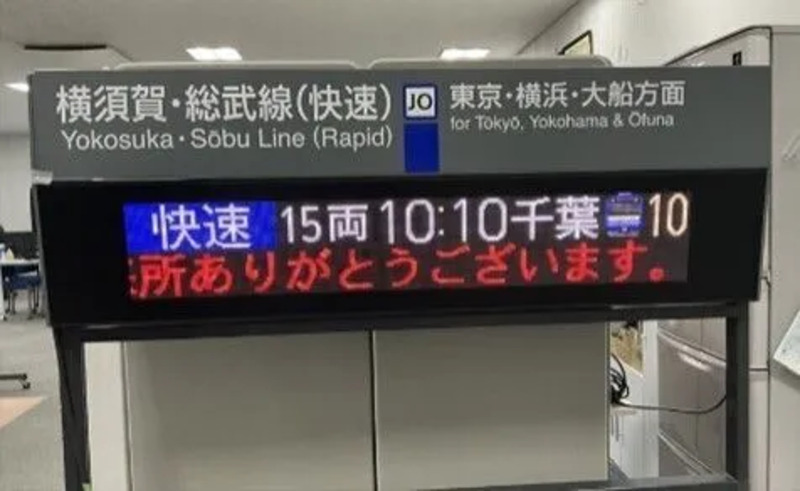 横須賀・総武線(快速) JO 東京・横浜・大船方面
Yokosuka・Sōbu Line (Rapid) for Tōkyō, Yokohama & Ōfuna
快速 15両 10:10 千葉 10
所ありがとうございます。